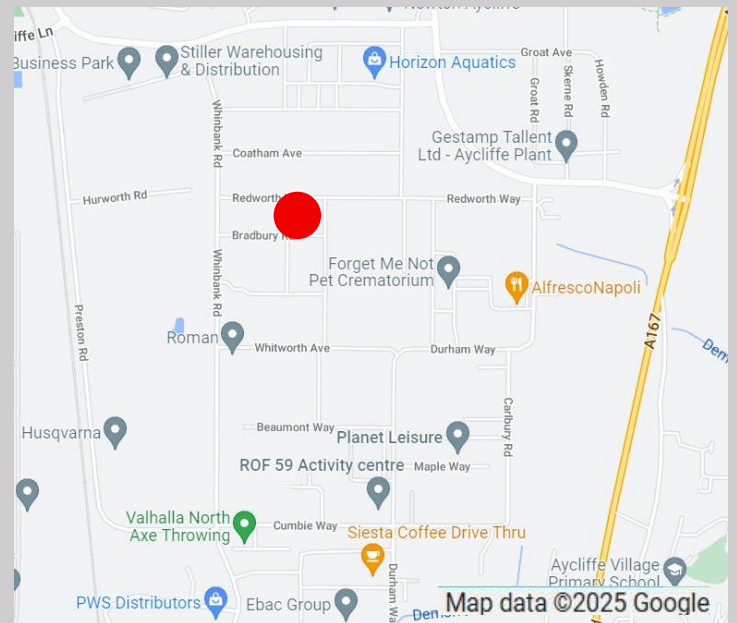 Newton Aycliffe
iffe Ln
Business Park
Stiller Warehousing
& Distribution
Horizon Aquatics
Groat Ave
Groat Rd
Skerne Rd
Howden Rd
Whinbank Rd
Coatham Ave
Gestamp Tallent
Ltd - Aycliffe Plant
Hurworth Rd
Redworth
Redworth Way
Bradbury R
Whinbank Rd
Forget Me Not
Pet Crematorium
AlfrescoNapoli
Preston Rd
Roman
Whitworth Ave
Durham Way
A167
Dem
Husqvarna
Beaumont Way
Planet Leisure
Carlbury Rd
ROF 59 Activity centre
Maple Way
Valhalla North
Axe Throwing
Cumbie Way
Siesta Coffee Drive Thru
Aycliffe Village
Primary School
PWS Distributors
Ebac Group
Durham Wa
Dem
Map data ©2025 Google